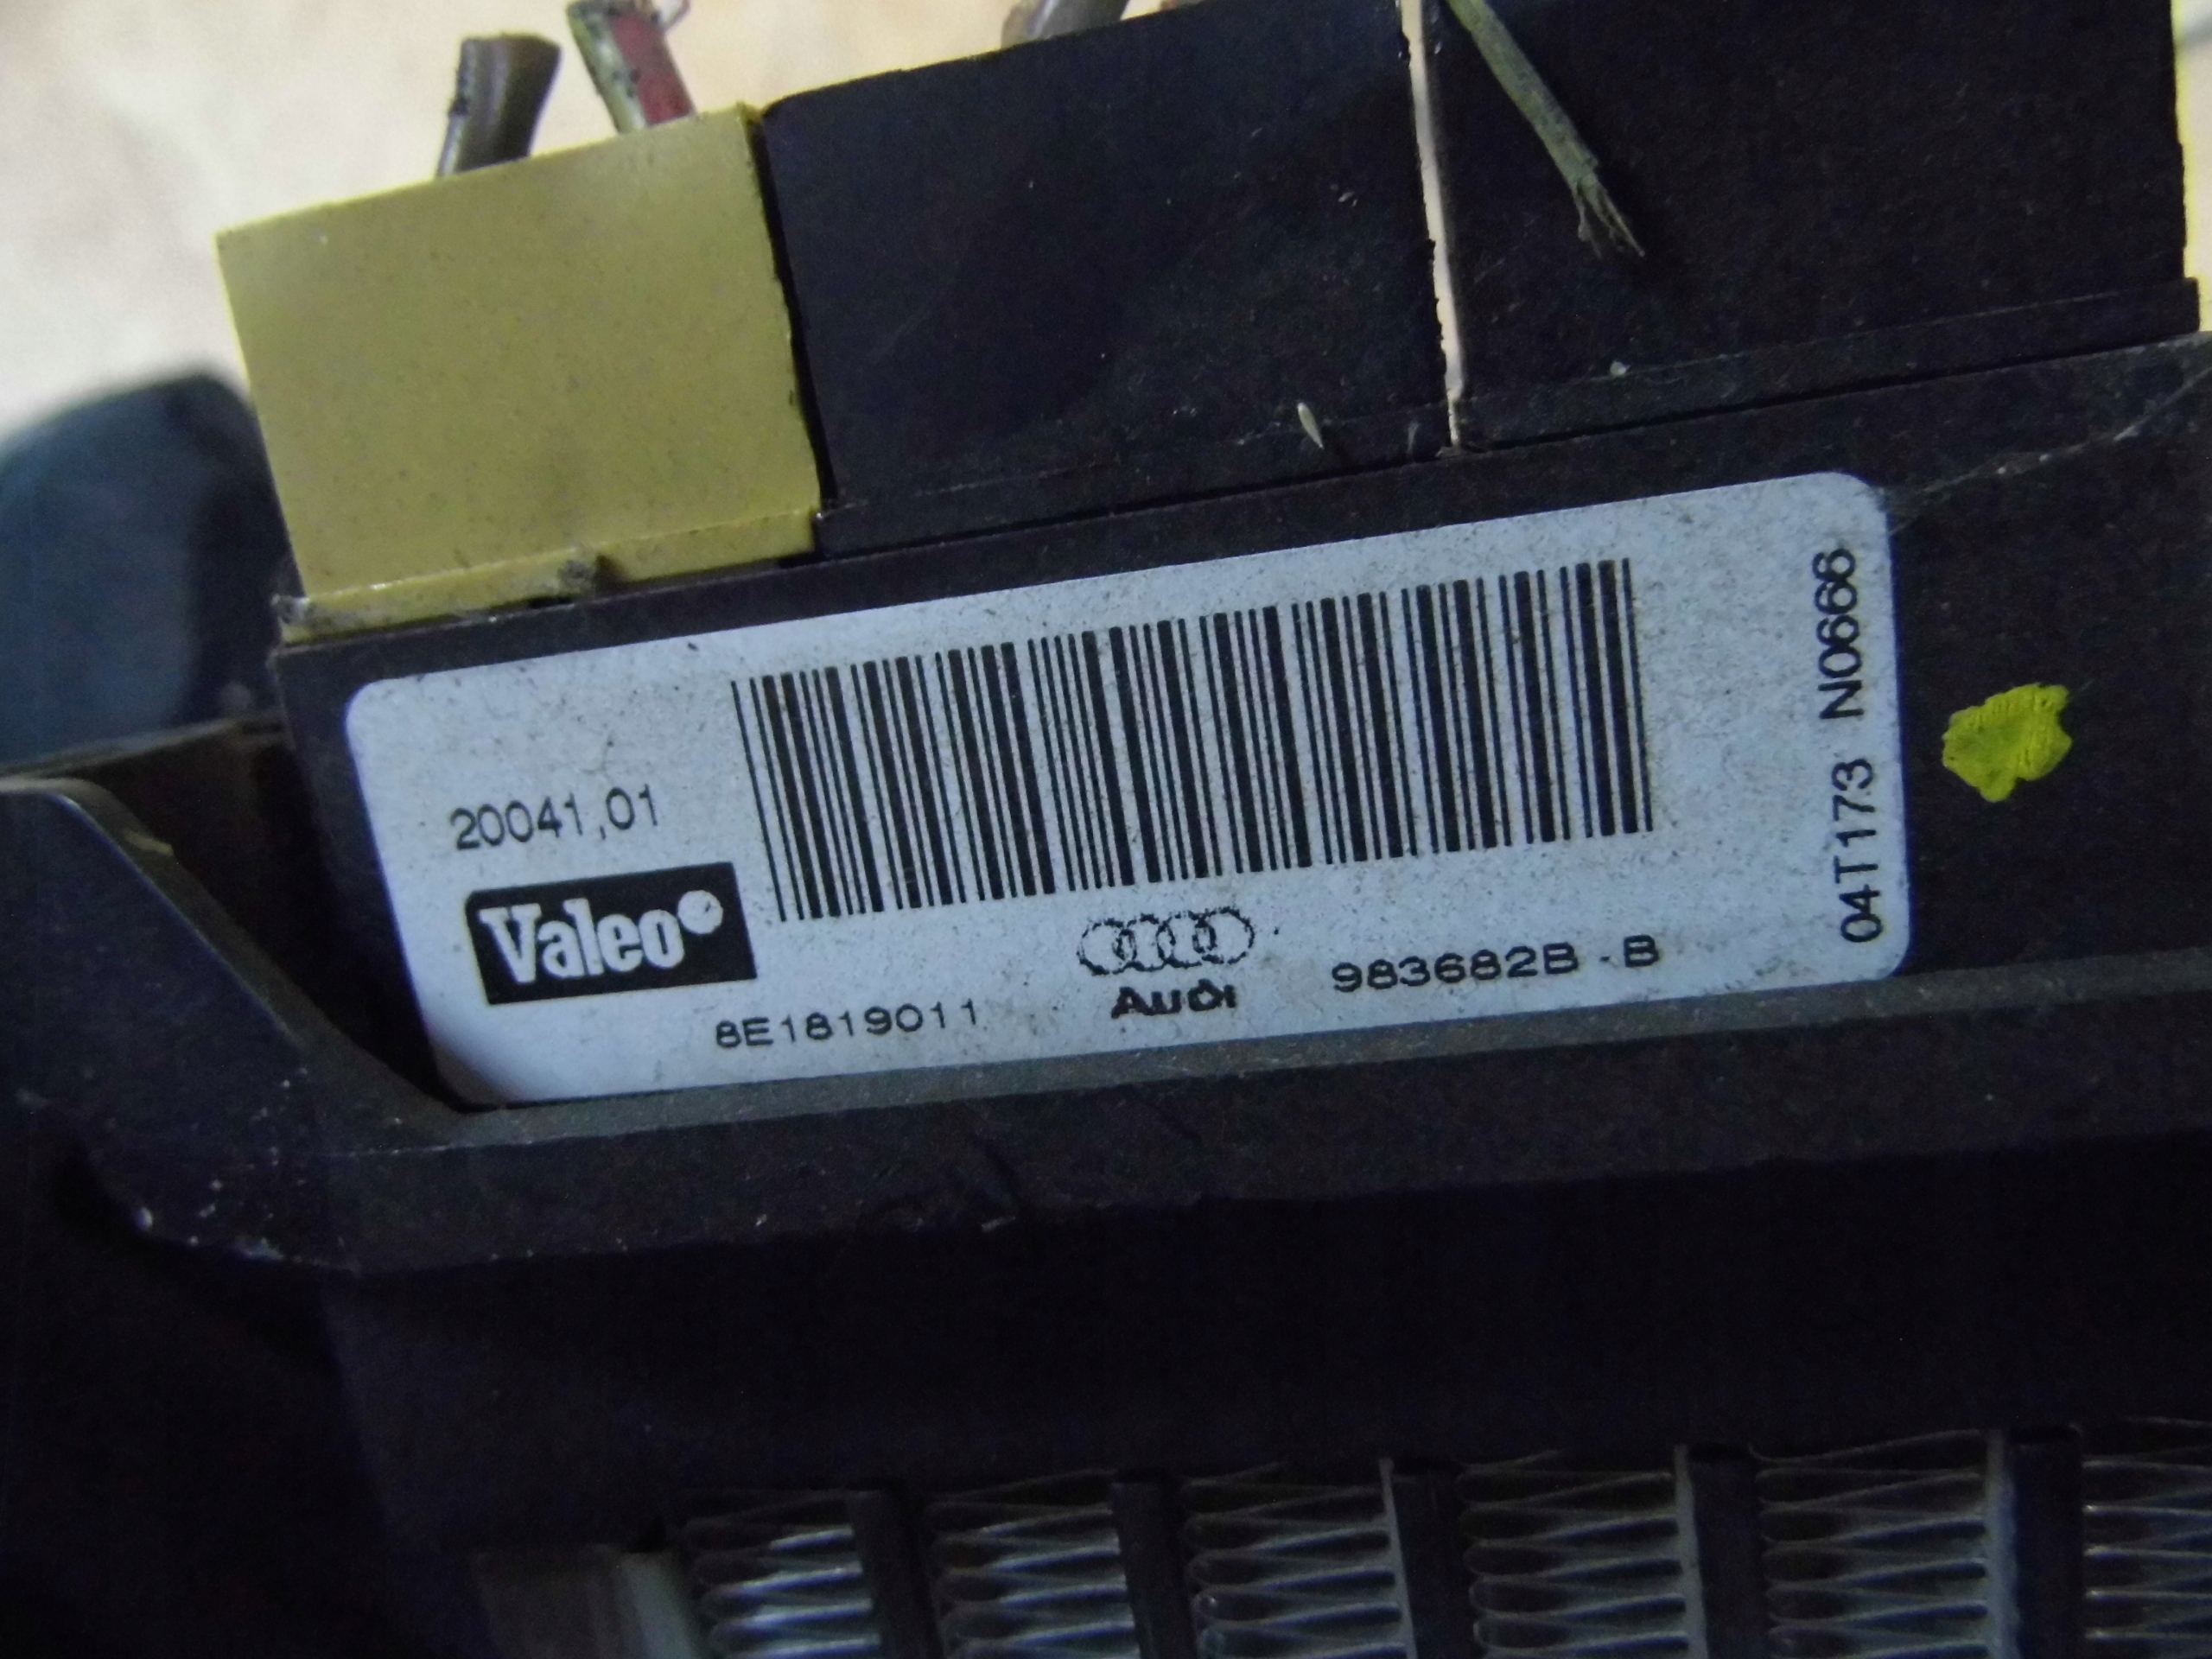 20041,01
Valeo
8E1819011
Audi
983682B - B
04T173 N0666